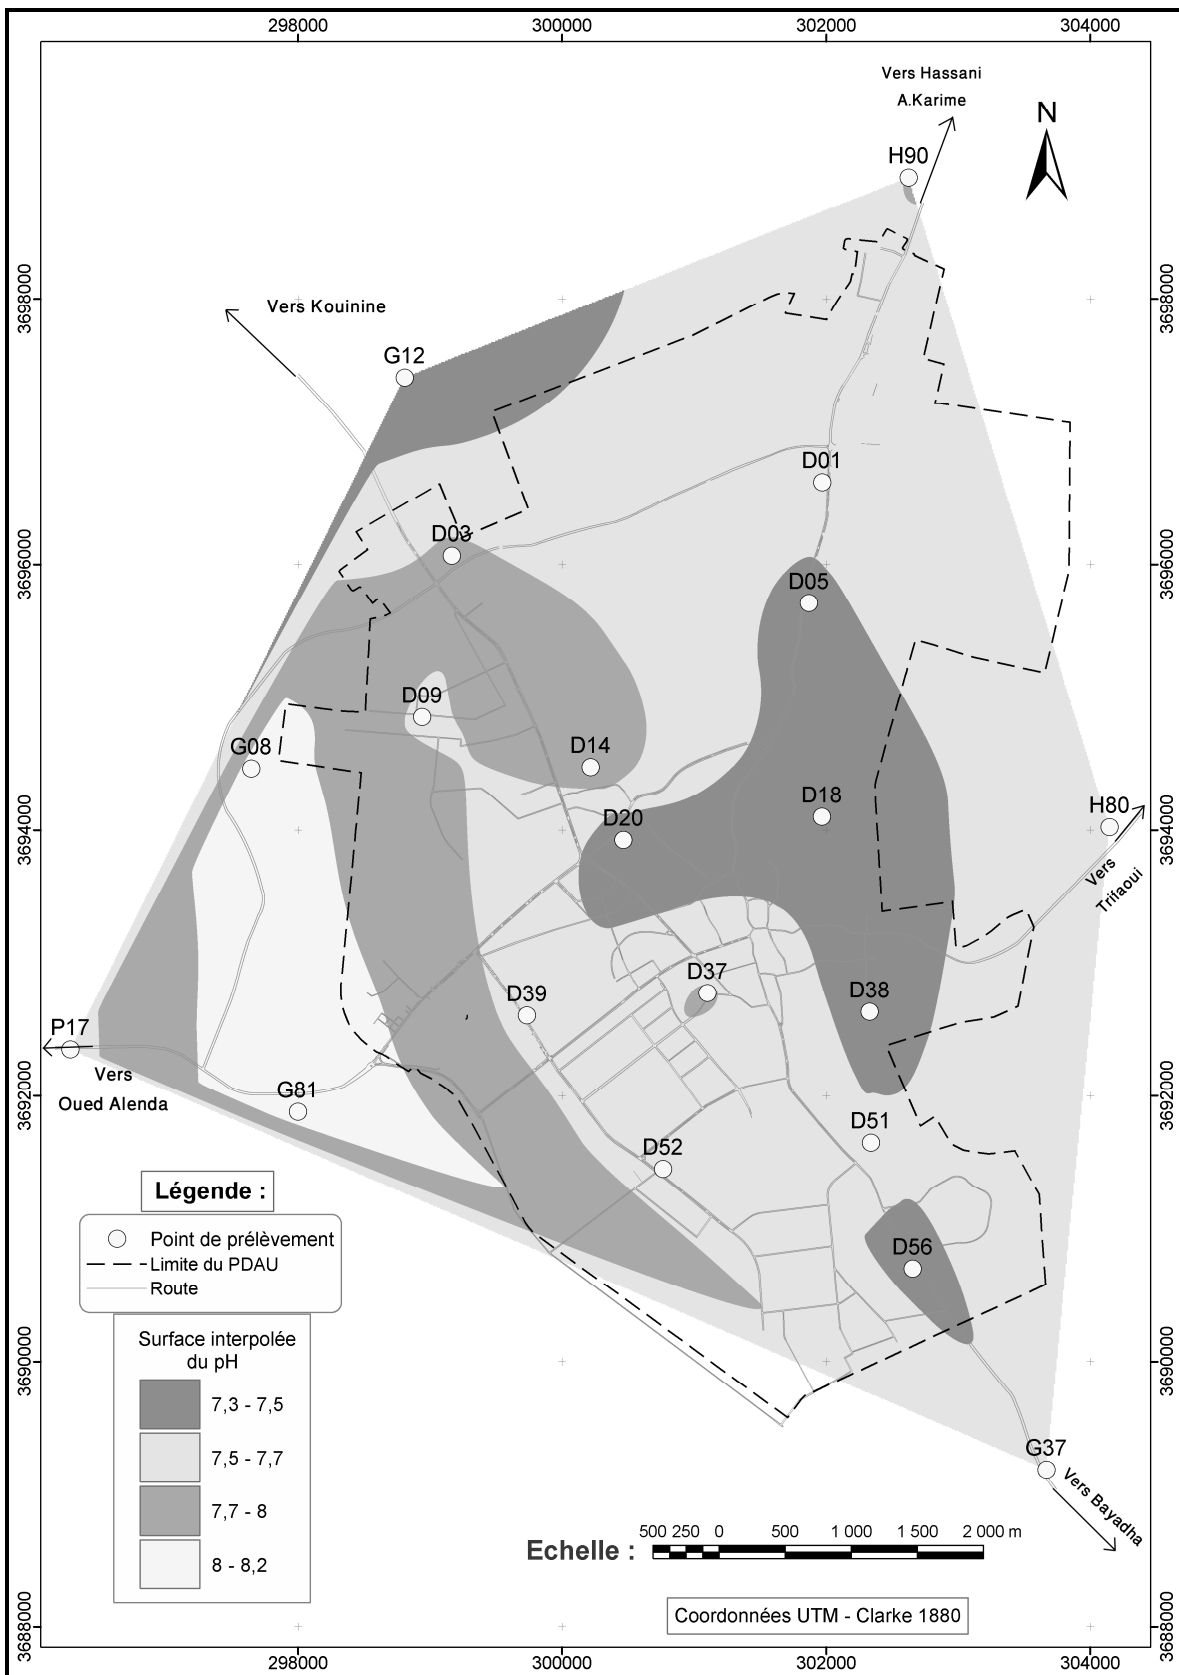 298000
300000
302000
304000
Vers Hassani
A.Karime
N
H90
3698000
3698000
Vers Kouinine
G12
D01
D03
3696000
3696000
D05
D09
G08
D14
D18
H80
D20
3694000
3694000
Vers
Trifaoui
D37
D39
D38
P17
Vers
Oued Alenda
G81
3692000
3692000
D51
D52
Légende :
Point de prélèvement
Limite du PDAU
Route
D56
Surface interpolée
du pH
7,3 - 7,5
7,5 - 7,7
7,7 - 8
8 - 8,2
3690000
3690000
G37
Vers Bayadha
Echelle :
500 250 0 500 1 000 1 500 2 000 m
Coordonnées UTM - Clarke 1880
3688000
3688000
298000
300000
302000
304000